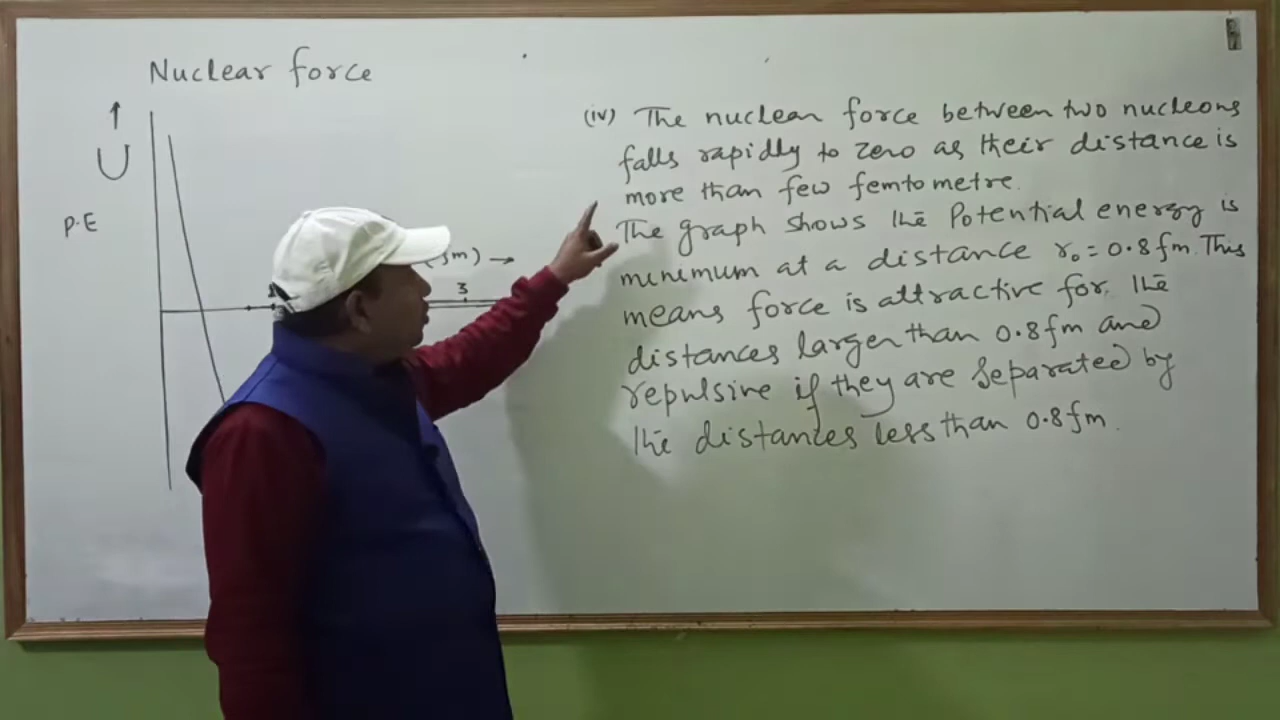 Nuclear force
U
P.E
(fm)
3
(iv) The nuclear force between two nucleons
falls rapidly to zero as their distance is
more than few femtometre.
The graph shows the Potential energy is
minimum at a distance r₀ = 0.8 fm. This
means force is attractive for the
distances larger than 0.8 fm and
repulsive if they are separated by
the distances less than 0.8 fm.